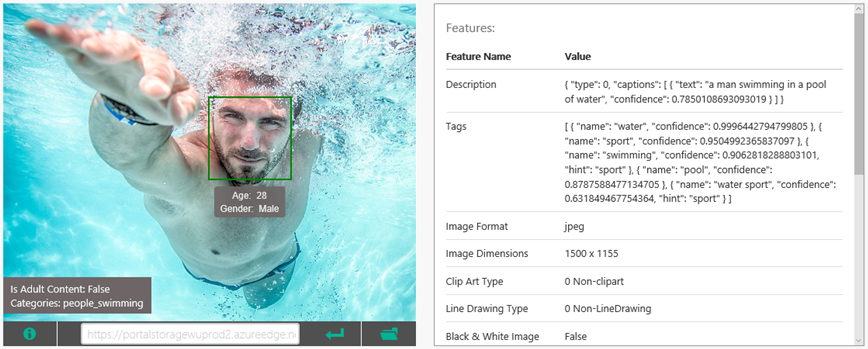 Age: 28
Gender: Male
Is Adult Content: False
Categories: people_swimming
https://portalstoragewuprod2.azureedge.n
Features:
Feature Name Value
Description { "type": 0, "captions": [ { "text": "a man swimming in a pool
of water", "confidence": 0.7850108693093019 } ] }
Tags [ { "name": "water", "confidence": 0.9996442794799805 }, {
"name": "sport", "confidence": 0.9504992365837097 }, {
"name": "swimming", "confidence": 0.9062818288803101,
"hint": "sport" }, { "name": "pool", "confidence":
0.8787588477134705 }, { "name": "water sport", "confidence":
0.631849467754364, "hint": "sport" } ]
Image Format jpeg
Image Dimensions 1500 x 1155
Clip Art Type 0 Non-clipart
Line Drawing Type 0 Non-LineDrawing
Black & White Image False